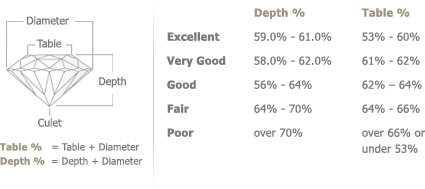 Diameter
Table
Depth
Culet
Table % = Table + Diameter
Depth % = Depth + Diameter
Depth % Table %
Excellent 59.0% - 61.0% 53% - 60%
Very Good 58.0% - 62.0% 61% - 62%
Good 56% - 64% 62% – 64%
Fair 64% - 70% 64% - 66%
Poor over 70% over 66% or
under 53%